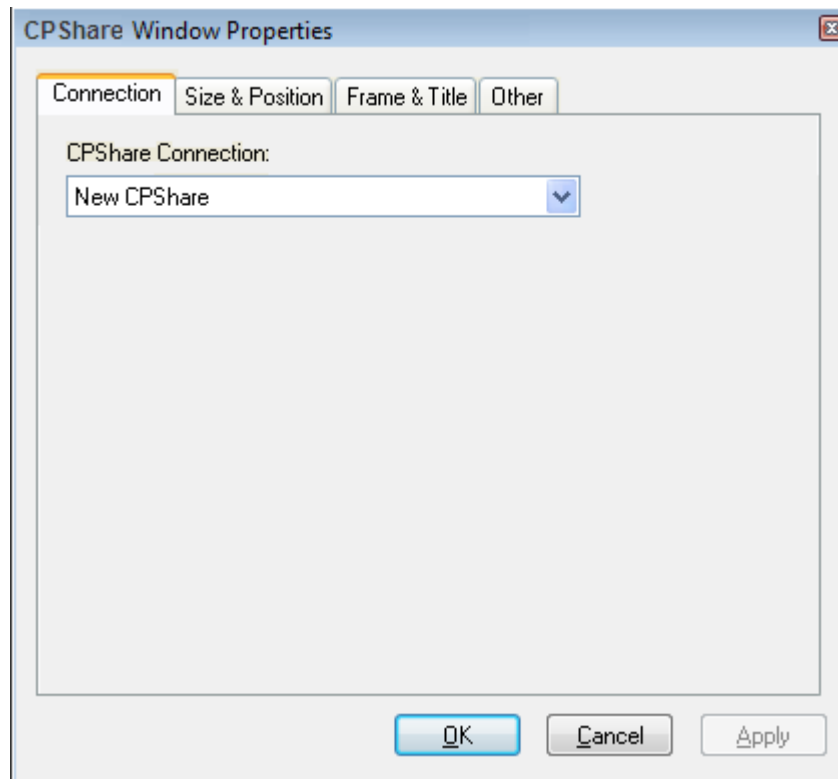 CPShare Window Properties
Connection Size & Position Frame & Title Other
CPShare Connection:
New CPShare
OK Cancel Apply